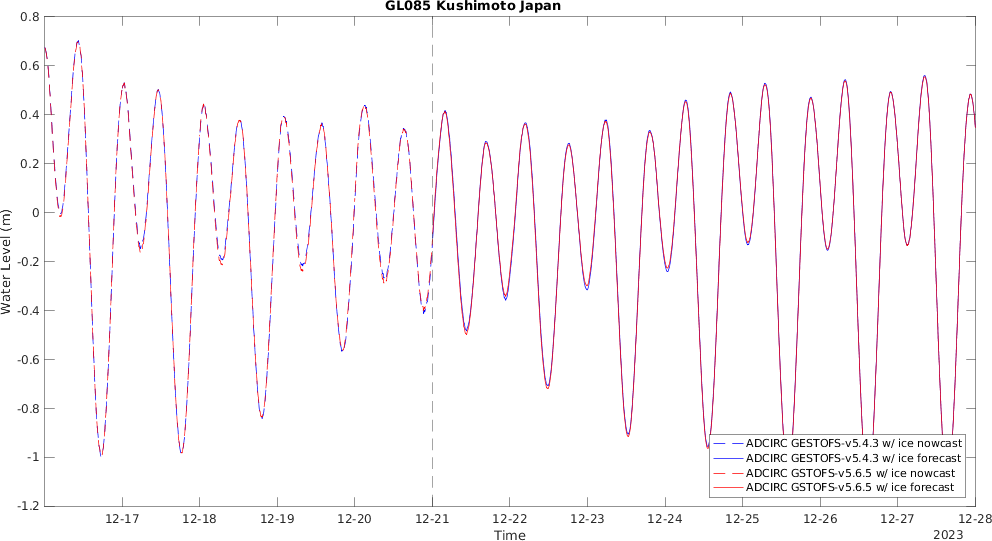 GL085 Kushimoto Japan
Water Level (m)
0.8
0.6
0.4
0.2
0
-0.2
-0.4
-0.6
-0.8
-1
-1.2
ADCIRC GESTOFS-v5.4.3 w/ ice nowcast
ADCIRC GESTOFS-v5.4.3 w/ ice forecast
ADCIRC GSTOFS-v5.6.5 w/ ice nowcast
ADCIRC GSTOFS-v5.6.5 w/ ice forecast
12-17 12-18 12-19 12-20 12-21 12-22 12-23 12-24 12-25 12-26 12-27 12-28
Time
2023